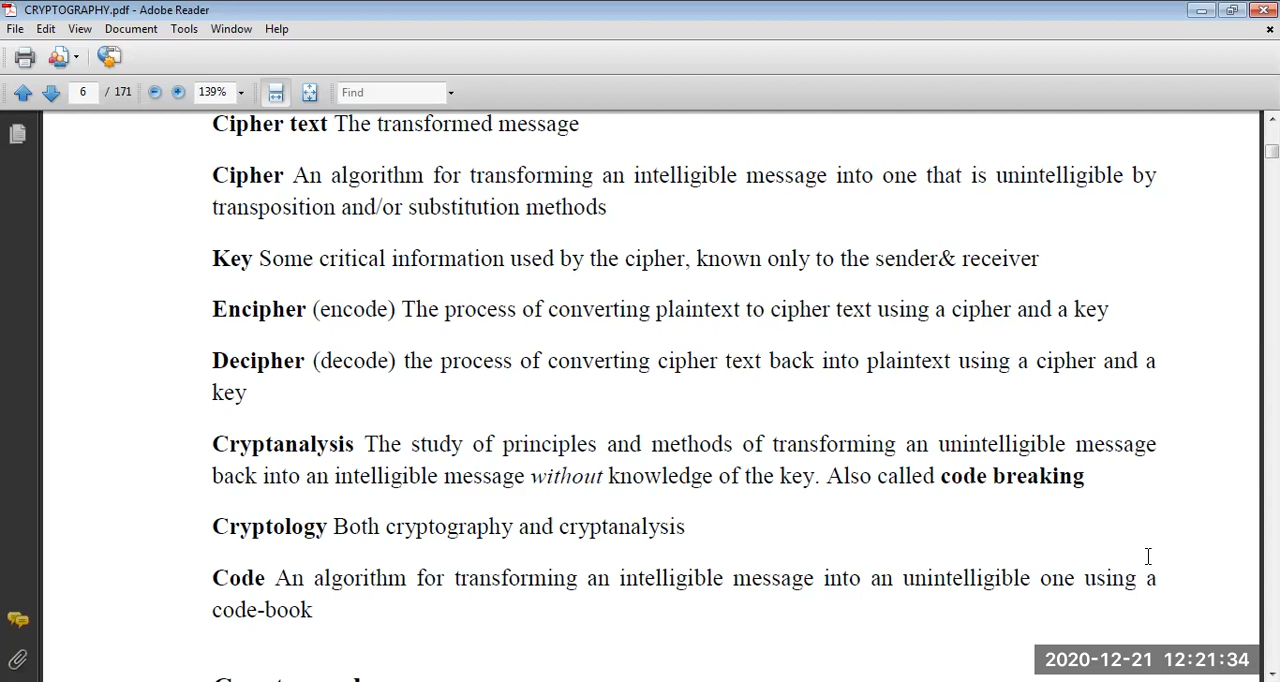 CRYPTOGRAPHY.pdf - Adobe Reader
File Edit View Document Tools Window Help
6 / 171 139% Find
Cipher text The transformed message
Cipher An algorithm for transforming an intelligible message into one that is unintelligible by
transposition and/or substitution methods
Key Some critical information used by the cipher, known only to the sender& receiver
Encipher (encode) The process of converting plaintext to cipher text using a cipher and a key
Decipher (decode) the process of converting cipher text back into plaintext using a cipher and a
key
Cryptanalysis The study of principles and methods of transforming an unintelligible message
back into an intelligible message without knowledge of the key. Also called code breaking
Cryptology Both cryptography and cryptanalysis
Code An algorithm for transforming an intelligible message into an unintelligible one using a
code-book
2020-12-21 12:21:34